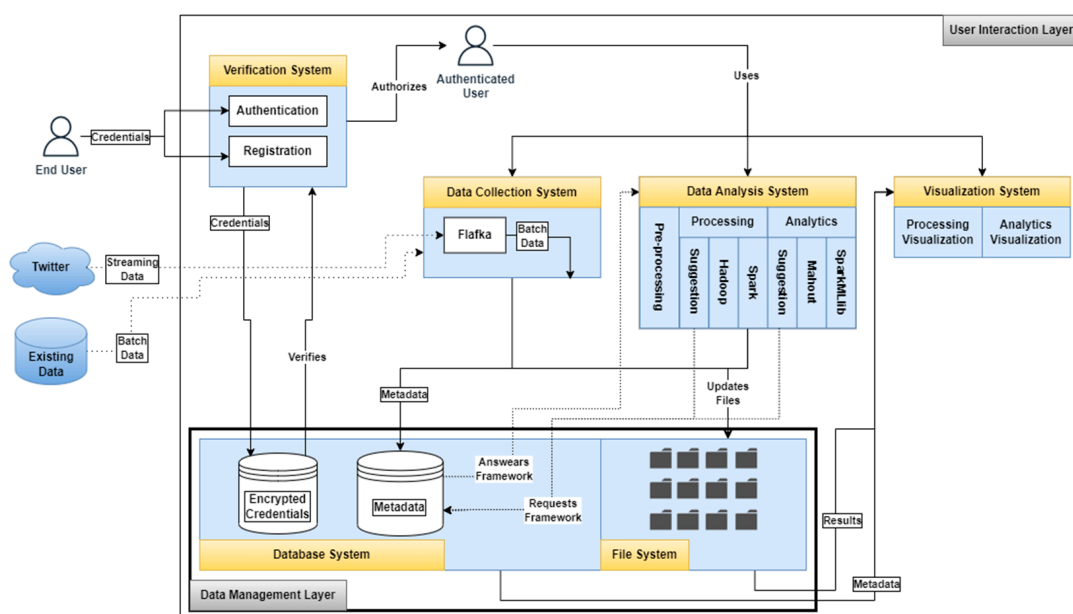 User Interaction Layer
Verification System
Authentication
Registration
Authorizes
Authenticated
User
Uses
End User
Credentials
Credentials
Data Collection System
Flafka
Batch
Data
Data Analysis System
Processing
Analytics
Pre-processing
Suggestion
Hadoop
Spark
Suggestion
Mahout
SparkMLlib
Visualization System
Processing
Visualization
Analytics
Visualization
Twitter
Streaming
Data
Existing
Data
Batch
Data
Verifies
Metadata
Updates
Files
Answears
Framework
Requests
Framework
Encrypted
Credentials
Metadata
Results
Metadata
Database System
File System
Data Management Layer